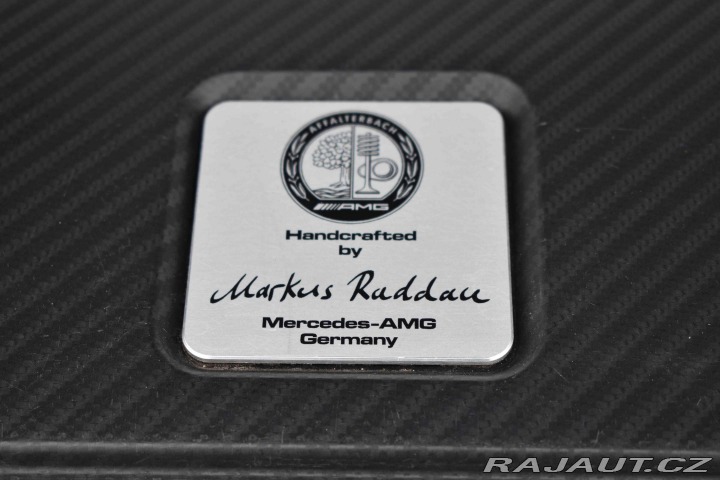 AFFALTERBACH
AMG
Handcrafted
by
Markus Raddau
Mercedes-AMG
Germany
RAJAUT.CZ